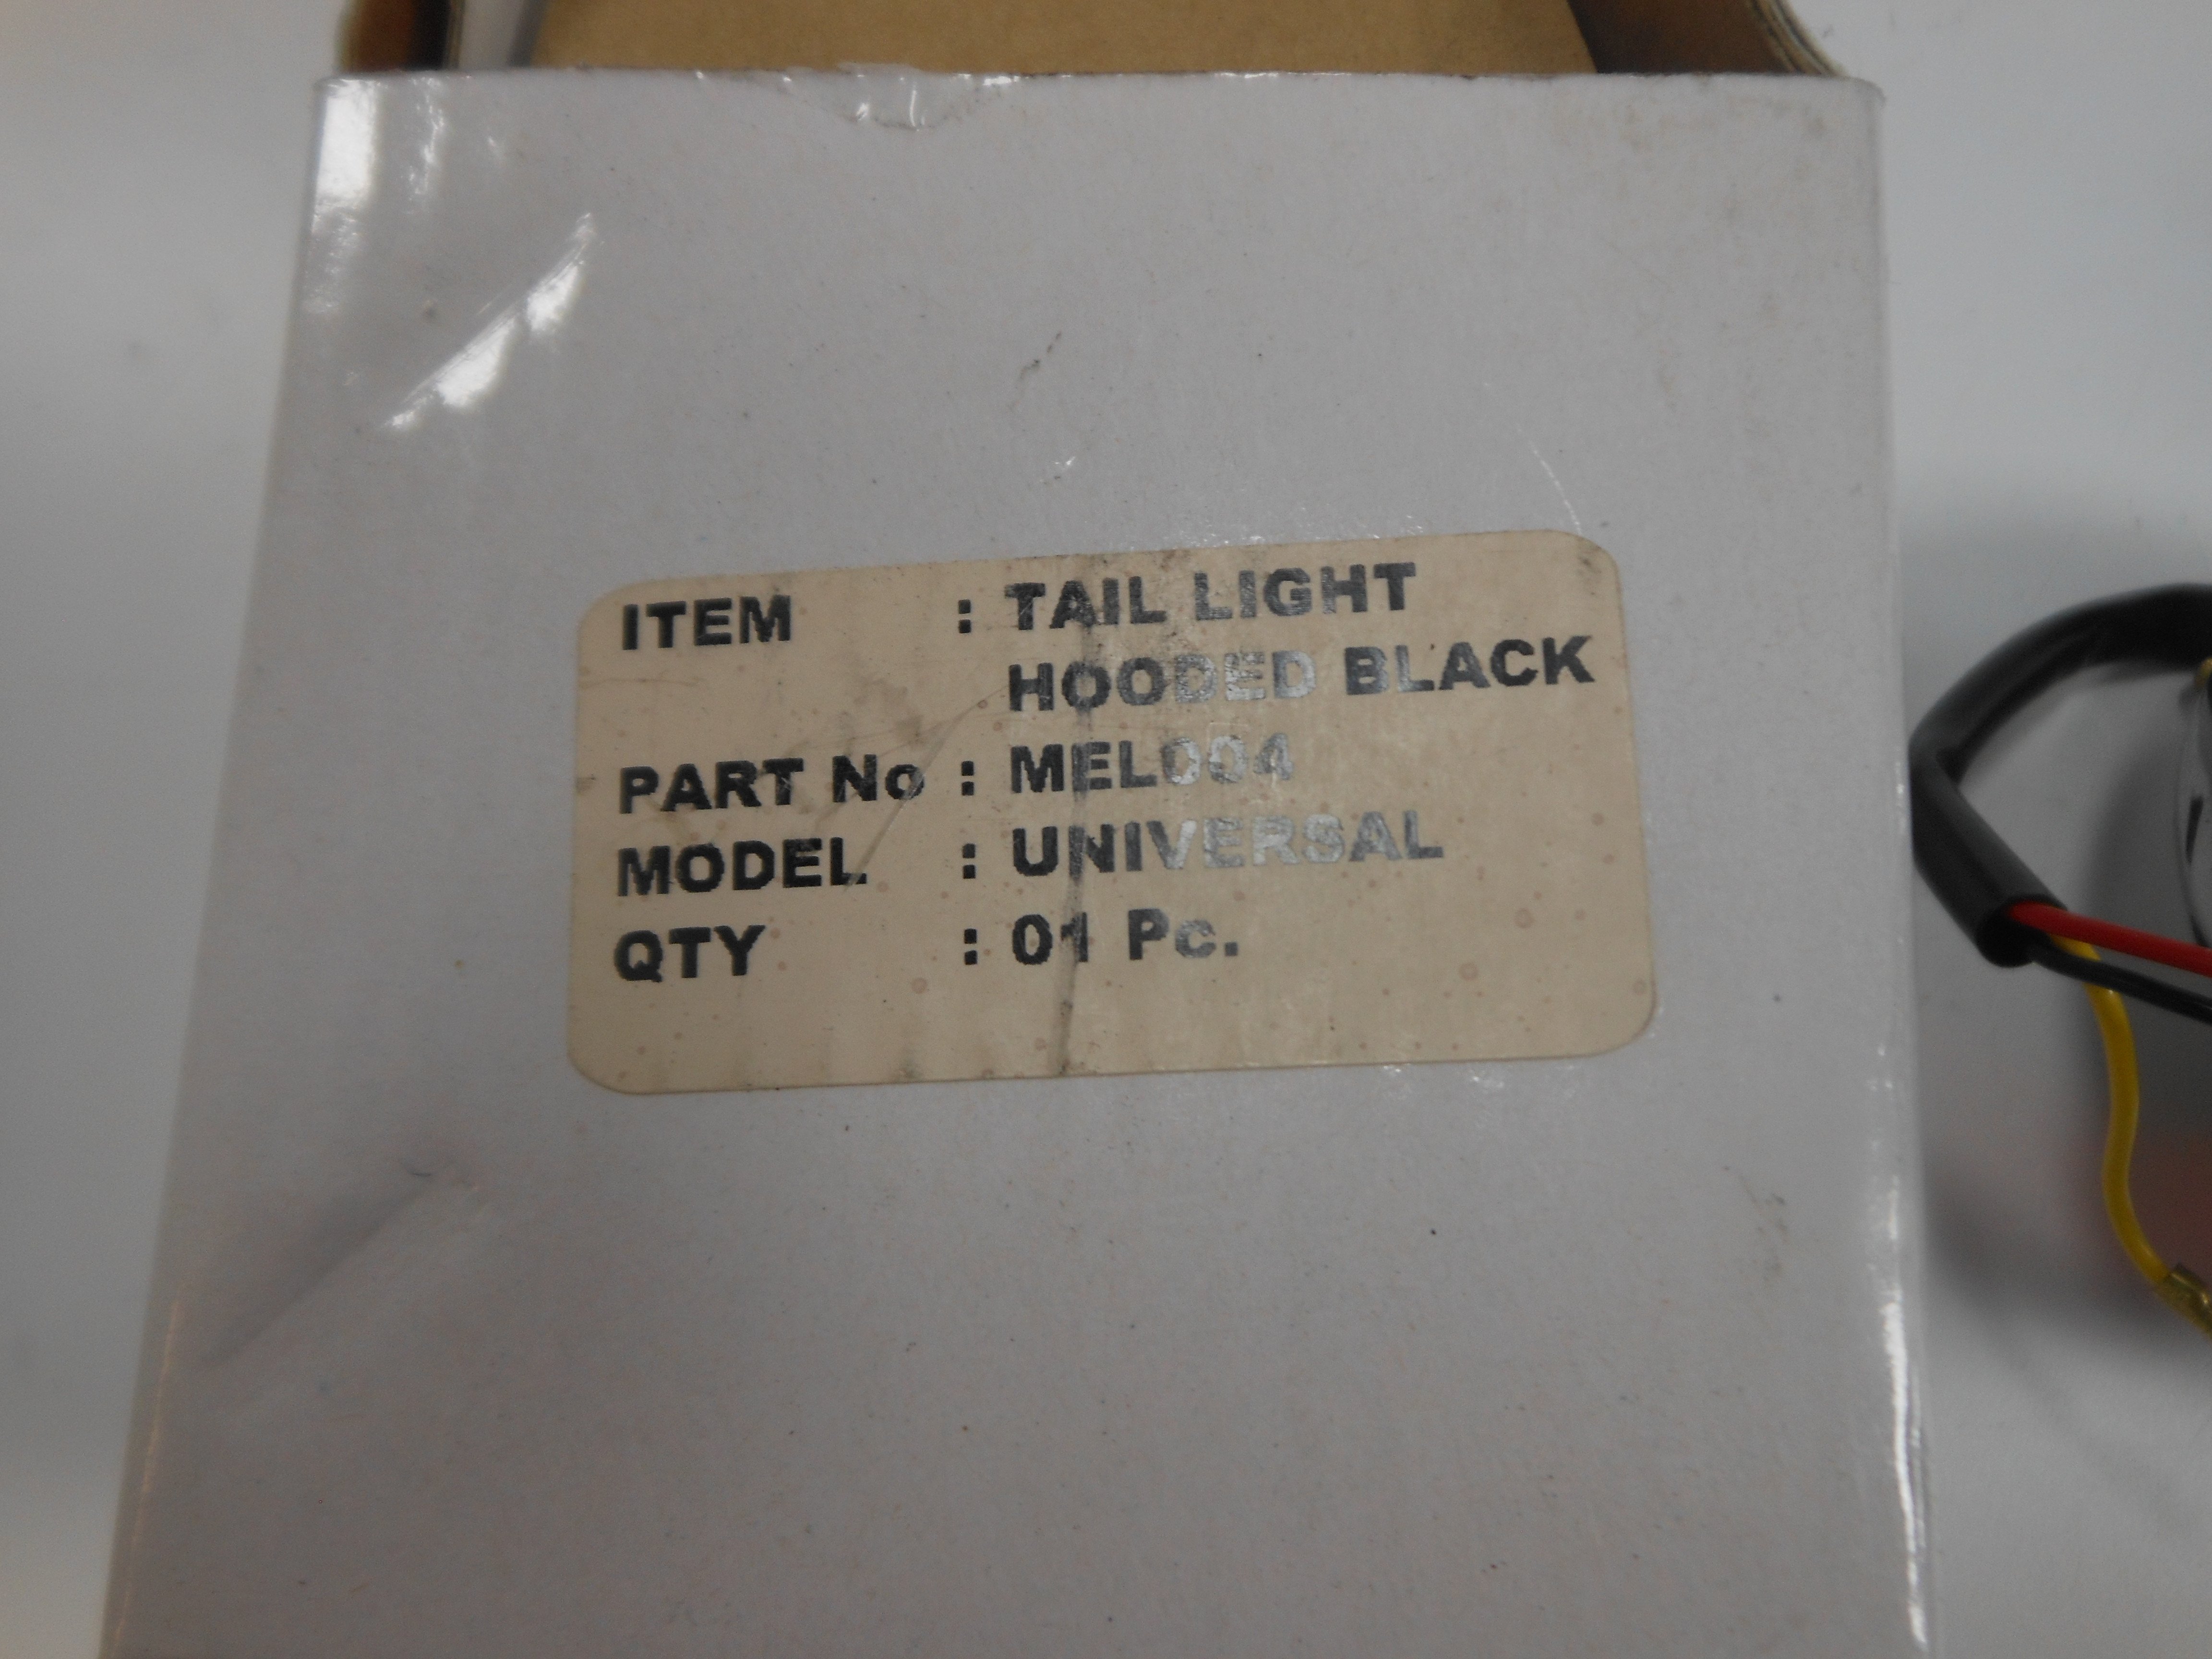 ITEM : TAIL LIGHT
HOODED BLACK
PART No : MEL004
MODEL : UNIVERSAL
QTY : 01 Pc.